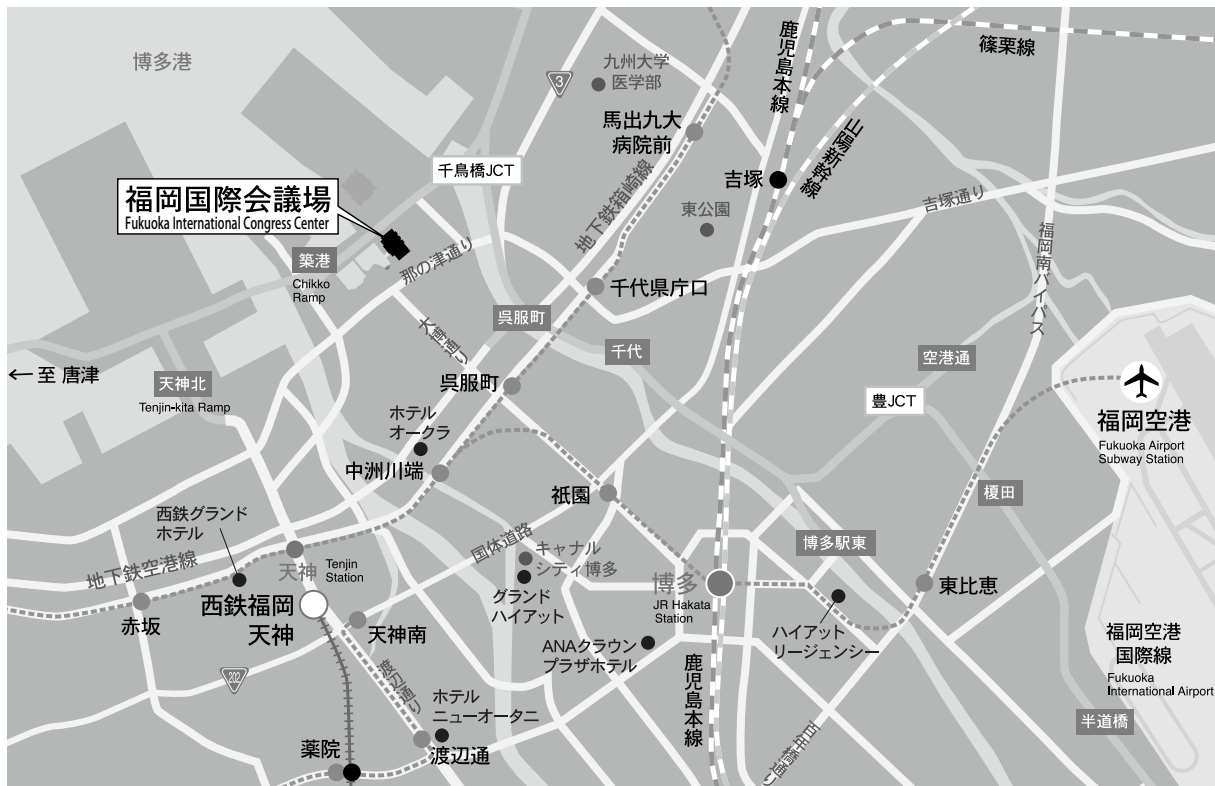 博多港
九州大学
医学部
3
鹿児島本線
篠栗線
馬出九大
病院前
山陽新幹線
千鳥橋JCT
吉塚
福岡国際会議場
Fukuoka International Congress Center
地下鉄箱崎線
東公園
吉塚通り
福岡南バイパス
築港
Chikko
Ramp
那の津通り
千代県庁口
呉服町
大博通り
千代
空港通
← 至 唐津
天神北
Tenjin-kita Ramp
呉服町
豊JCT
福岡空港
Fukuoka Airport
Subway Station
ホテル
オークラ
中洲川端
祇園
榎田
西鉄グランド
ホテル
国体道路
キャナル
シティ博多
博多駅東
地下鉄空港線
天神
Tenjin
Station
グランド
ハイアット
博多
JR Hakata
Station
東比恵
赤坂
西鉄福岡
天神
天神南
ANAクラウン
プラザホテル
ハイアット
リージェンシー
福岡空港
国際線
Fukuoka
International Airport
202
渡辺通り
ホテル
ニューオータニ
鹿児島本線
百年橋通り
半道橋
薬院
渡辺通